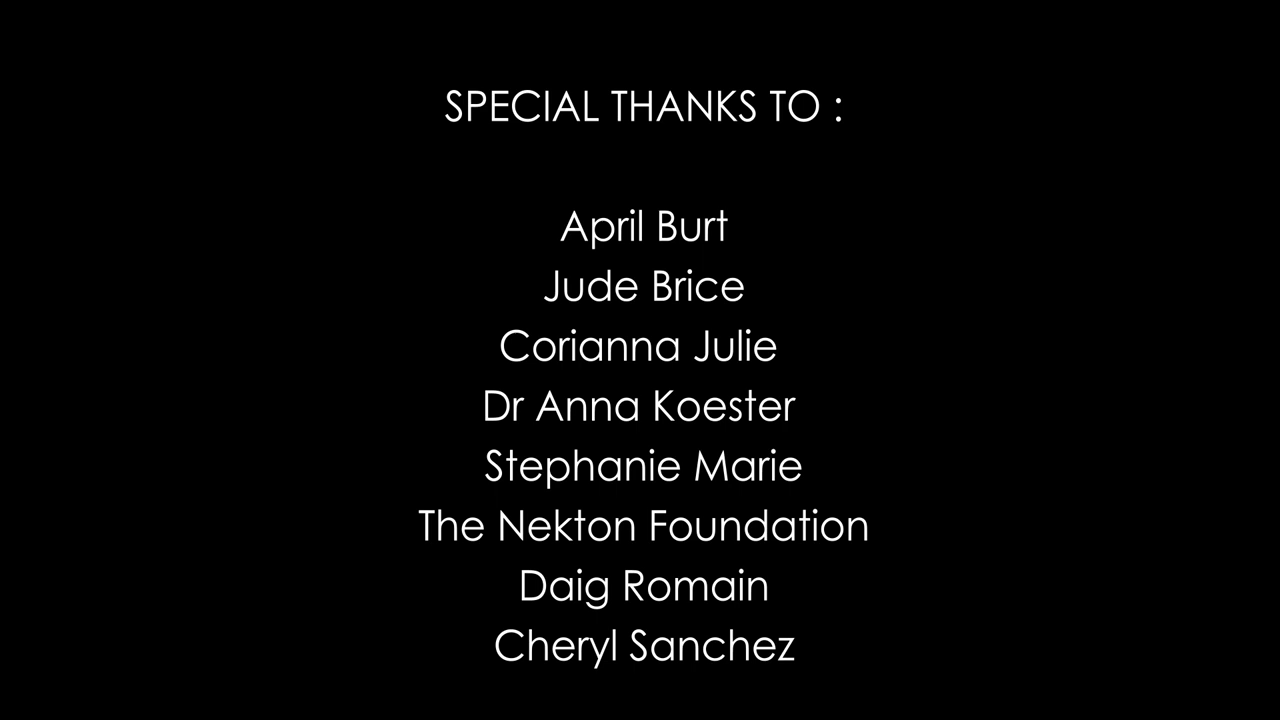 SPECIAL THANKS TO :
April Burt
Jude Brice
Corianna Julie
Dr Anna Koester
Stephanie Marie
The Nekton Foundation
Daig Romain
Cheryl Sanchez